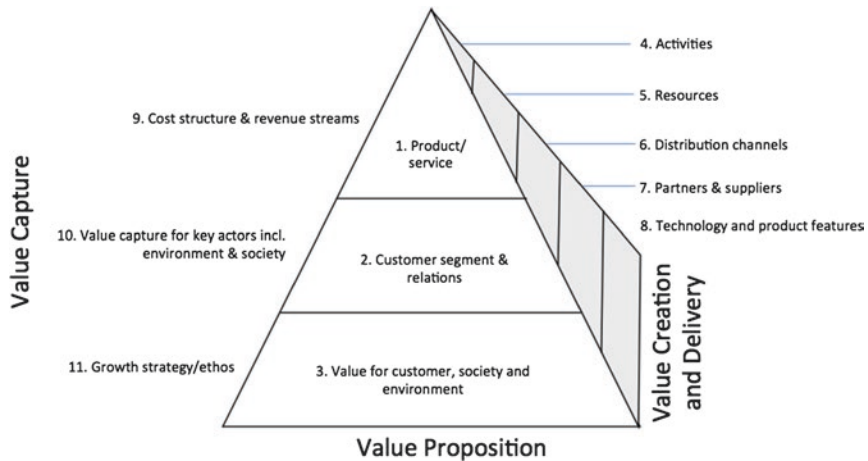 4. Activities
5. Resources
9. Cost structure & revenue streams
1. Product/
service
6. Distribution channels
7. Partners & suppliers
8. Technology and product features
Value Capture
10. Value capture for key actors incl.
environment & society
2. Customer segment &
relations
Value Creation
and Delivery
11. Growth strategy/ethos
3. Value for customer, society and
environment
Value Proposition